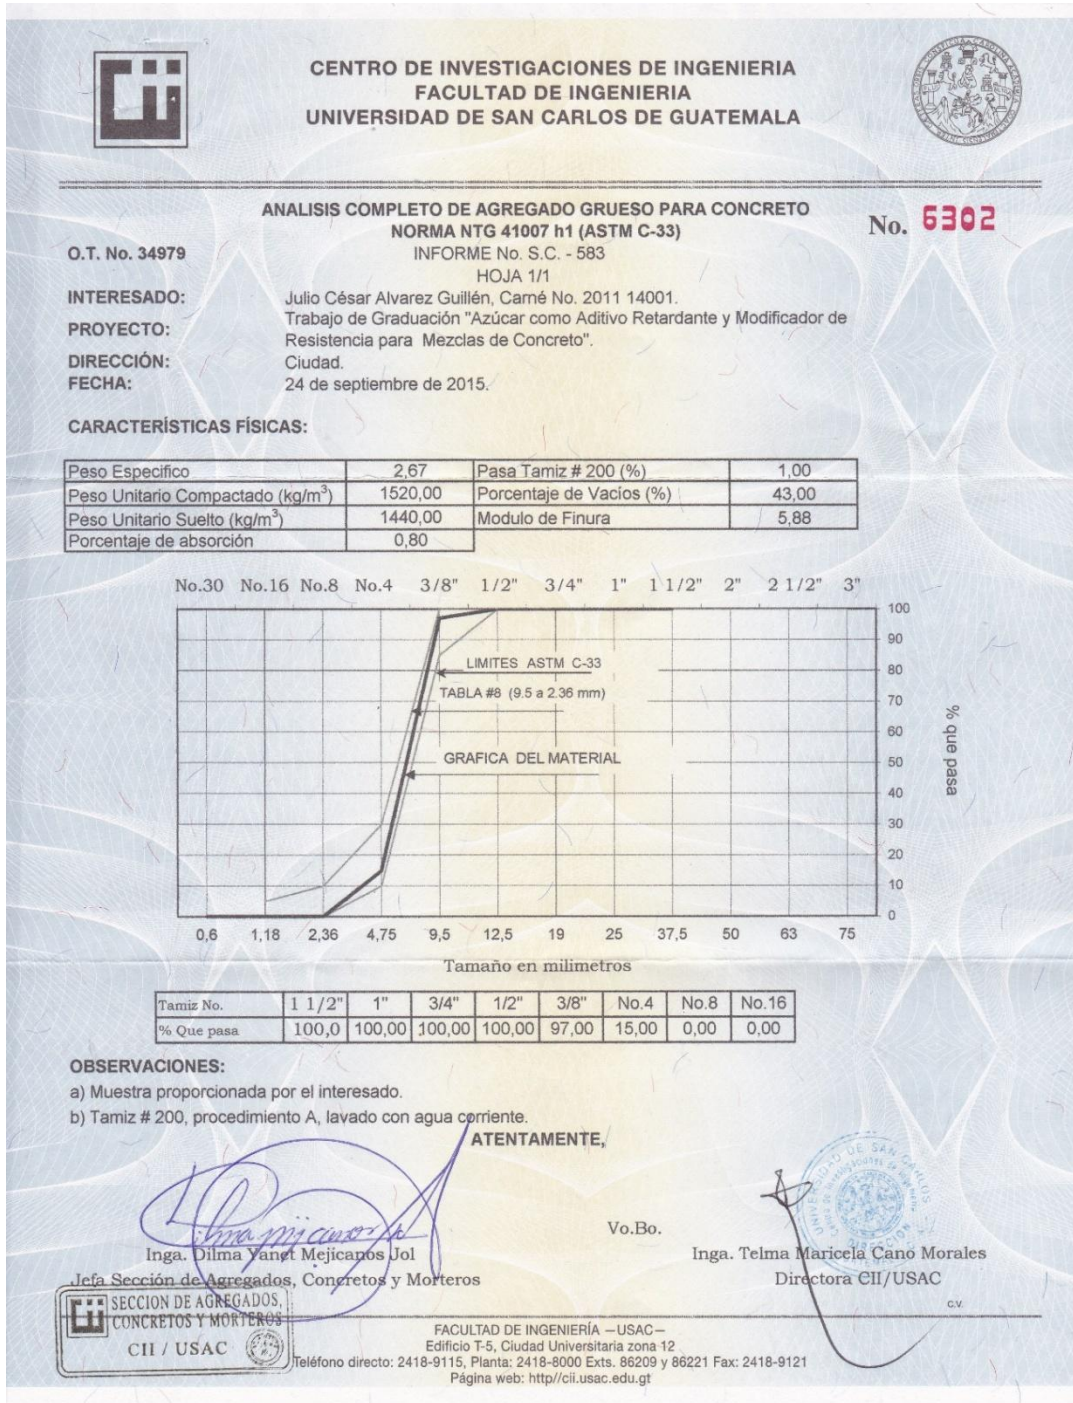 CENTRO DE INVESTIGACIONES DE INGENIERIA
FACULTAD DE INGENIERIA
UNIVERSIDAD DE SAN CARLOS DE GUATEMALA
ANALISIS COMPLETO DE AGREGADO GRUESO PARA CONCRETO
NORMA NTG 41007 h1 (ASTM C-33)
No. 6302
O.T. No. 34979
INFORME No. S.C. - 583
HOJA 1/1
INTERESADO: Julio César Alvarez Guillén, Carné No. 2011 14001.
PROYECTO: Trabajo de Graduación "Azúcar como Aditivo Retardante y Modificador de
Resistencia para Mezclas de Concreto".
DIRECCIÓN: Ciudad.
FECHA: 24 de septiembre de 2015.
CARACTERÍSTICAS FÍSICAS:
Peso Especifico 2,67 Pasa Tamiz # 200 (%) 1,00
Peso Unitario Compactado (kg/m³) 1520,00 Porcentaje de Vacíos (%) 43,00
Peso Unitario Suelto (kg/m³) 1440,00 Modulo de Finura 5,88
Porcentaje de absorción 0,80
No.30 No.16 No.8 No.4 3/8" 1/2" 3/4" 1" 1 1/2" 2" 2 1/2" 3"
100
90
80
70
60
50
40
30
20
10
0
% que pasa
LIMITES ASTM C-33
TABLA #8 (9.5 a 2.36 mm)
GRAFICA DEL MATERIAL
0,6 1,18 2,36 4,75 9,5 12,5 19 25 37,5 50 63 75
Tamaño en milimetros
Tamiz No. 1 1/2" 1" 3/4" 1/2" 3/8" No.4 No.8 No.16
% Que pasa 100,0 100,00 100,00 100,00 97,00 15,00 0,00 0,00
OBSERVACIONES:
a) Muestra proporcionada por el interesado.
b) Tamiz # 200, procedimiento A, lavado con agua corriente.
ATENTAMENTE,
Vo.Bo.
Inga. Dilma Yanet Mejicanos Jol
Jefa Sección de Agregados, Concretos y Morteros
Inga. Telma Maricela Cano Morales
Directora CII/USAC
C.V.
SECCION DE AGREGADOS,
CONCRETOS Y MORTEROS
CII / USAC
FACULTAD DE INGENIERÍA —USAC—
Edificio T-5, Ciudad Universitaria zona 12
Teléfono directo: 2418-9115, Planta: 2418-8000 Exts. 86209 y 86221 Fax: 2418-9121
Página web: http//cii.usac.edu.gt